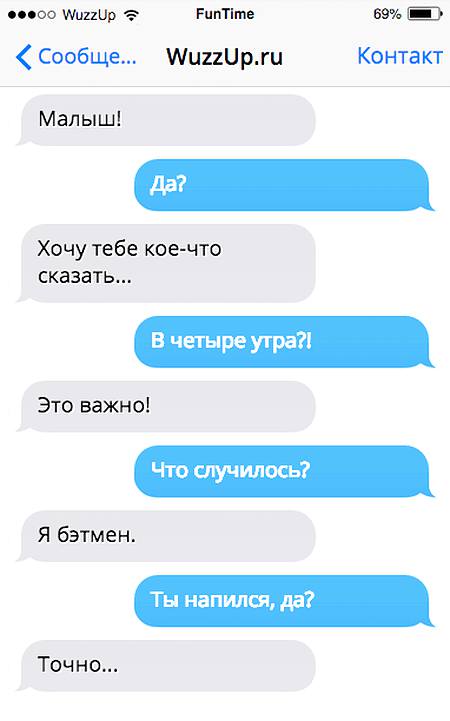 WuzzUp FunTime 69%
Сообще... WuzzUp.ru Контакт
Малыш!
Да?
Хочу тебе кое-что
сказать...
В четыре утра?!
Это важно!
Что случилось?
Я бэтмен.
Ты напился, да?
Точно...